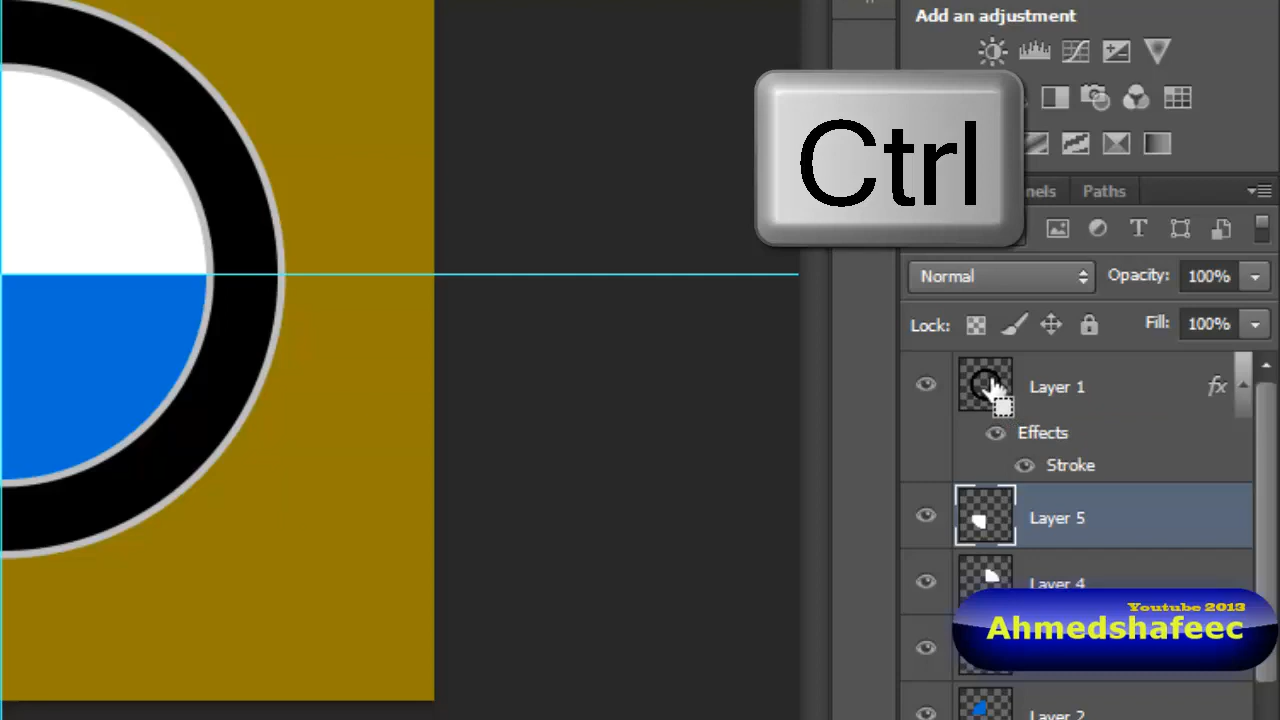 Add an adjustment
Ctrl
nels
Paths
Normal
Opacity: 100%
Lock:
Fill: 100%
Layer 1
fx
Effects
Stroke
Layer 5
Layer 4
Youtube 2013
Ahmedshafeec
Layer 2